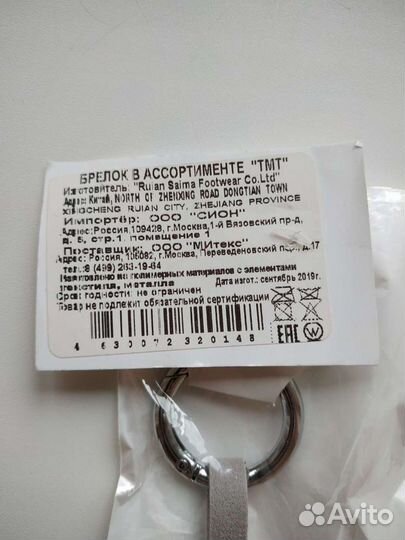 БРЕЛОК В АССОРТИМЕНТЕ "ТМТ"
Изготовитель: "Ruian Saima Footwear Co.Ltd"
Адрес: Китай, NORTH OF ZHENXING ROAD DONGTIAN TOWN
XINCHENG RUIAN CITY, ZHEJIANG PROVINCE
Импортёр: ООО "СИОН"
Адрес: Россия, 109428, г.Москва, 1-й Вязовский пр-д,
д. 5, стр.1, помещение 1
Поставщик: ООО "МИтекс"
Адрес: Россия, 105082, г.Москва, Переведеновский пер., д.17
тел.:8 (499) 263-19-64
Изготовлено из полимерных материалов с элементами
текстиля, металла
Срок годности: не ограничен Дата изгот.: сентябрь 2019г.
Товар не подлежит обязательной сертификации
4 630072 320148
EAC
W
Avito